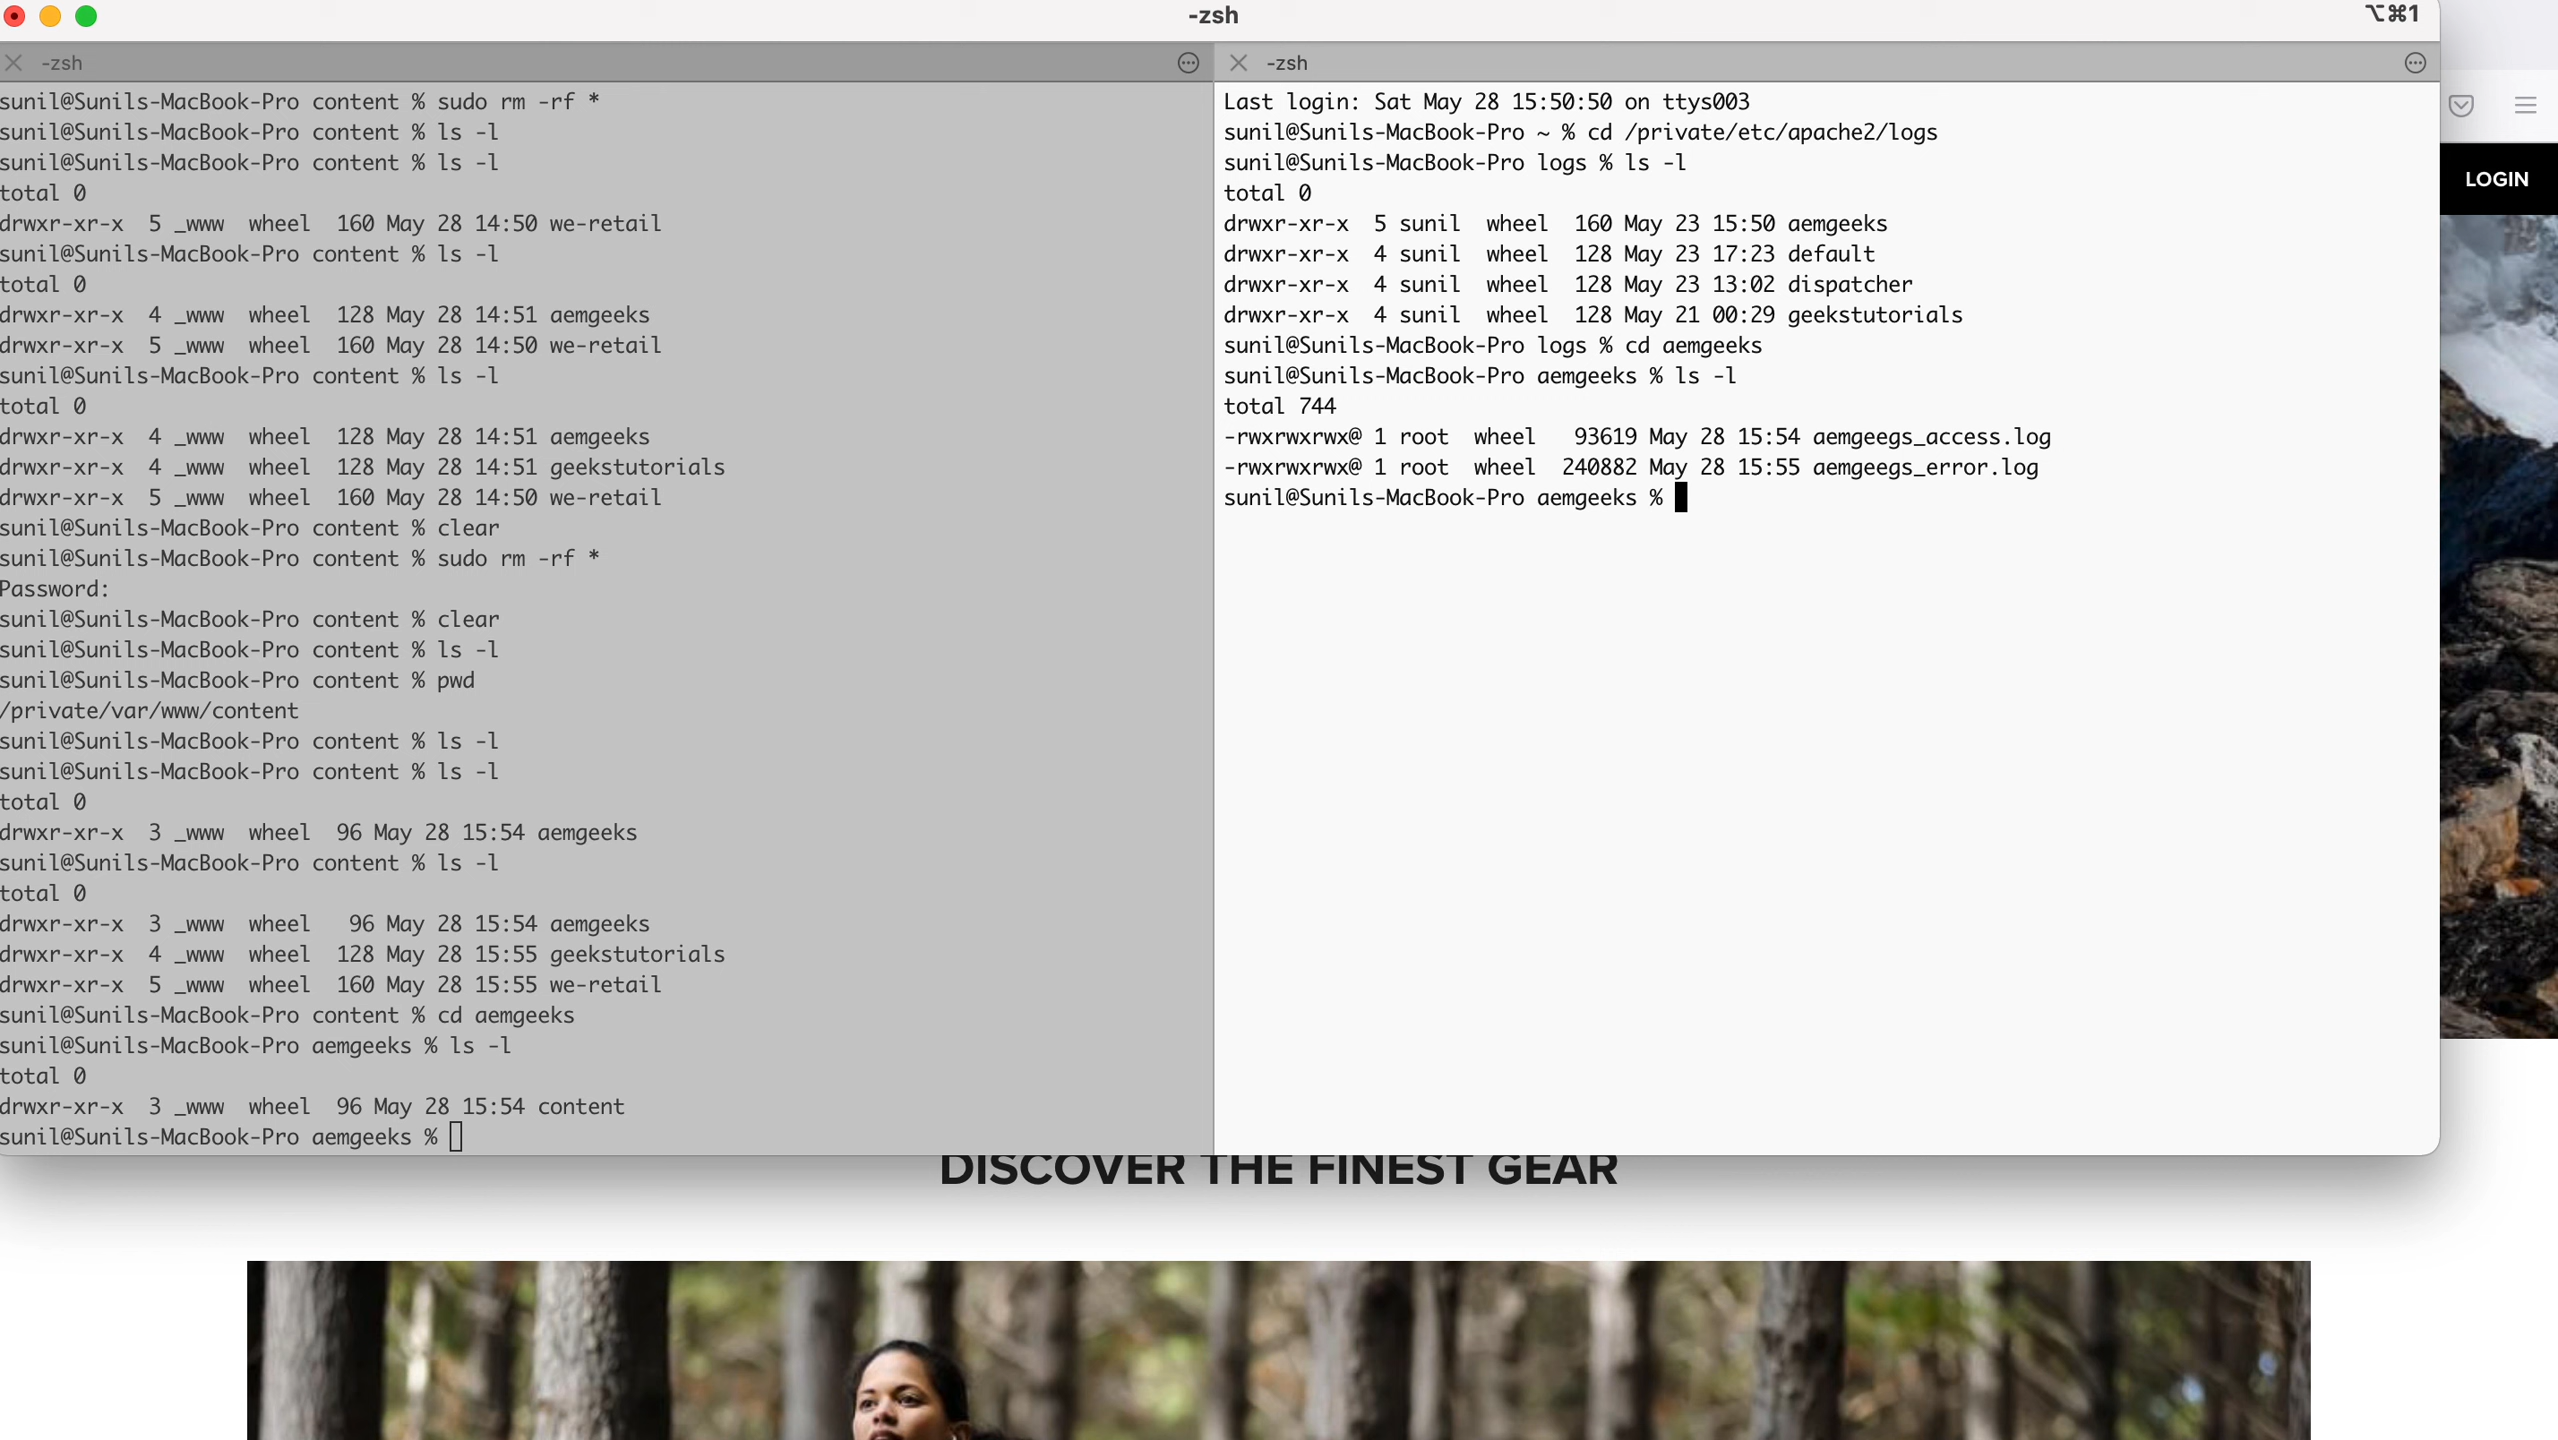 -zsh
⌥⌘1
-zsh
sunil@Sunils-MacBook-Pro content % sudo rm -rf *
sunil@Sunils-MacBook-Pro content % ls -l
sunil@Sunils-MacBook-Pro content % ls -l
total 0
drwxr-xr-x  5 _www  wheel  160 May 28 14:50 we-retail
sunil@Sunils-MacBook-Pro content % ls -l
total 0
drwxr-xr-x  4 _www  wheel  128 May 28 14:51 aemgeeks
drwxr-xr-x  5 _www  wheel  160 May 28 14:50 we-retail
sunil@Sunils-MacBook-Pro content % ls -l
total 0
drwxr-xr-x  4 _www  wheel  128 May 28 14:51 aemgeeks
drwxr-xr-x  4 _www  wheel  128 May 28 14:51 geekstutorials
drwxr-xr-x  5 _www  wheel  160 May 28 14:50 we-retail
sunil@Sunils-MacBook-Pro content % clear
sunil@Sunils-MacBook-Pro content % sudo rm -rf *
Password:
sunil@Sunils-MacBook-Pro content % clear
sunil@Sunils-MacBook-Pro content % ls -l
sunil@Sunils-MacBook-Pro content % pwd
/private/var/www/content
sunil@Sunils-MacBook-Pro content % ls -l
sunil@Sunils-MacBook-Pro content % ls -l
total 0
drwxr-xr-x  3 _www  wheel  96 May 28 15:54 aemgeeks
sunil@Sunils-MacBook-Pro content % ls -l
total 0
drwxr-xr-x  3 _www  wheel   96 May 28 15:54 aemgeeks
drwxr-xr-x  4 _www  wheel  128 May 28 15:55 geekstutorials
drwxr-xr-x  5 _www  wheel  160 May 28 15:55 we-retail
sunil@Sunils-MacBook-Pro content % cd aemgeeks
sunil@Sunils-MacBook-Pro aemgeeks % ls -l
total 0
drwxr-xr-x  3 _www  wheel  96 May 28 15:54 content
sunil@Sunils-MacBook-Pro aemgeeks %
-zsh
Last login: Sat May 28 15:50:50 on ttys003
sunil@Sunils-MacBook-Pro ~ % cd /private/etc/apache2/logs
sunil@Sunils-MacBook-Pro logs % ls -l
total 0
drwxr-xr-x  5 sunil  wheel  160 May 23 15:50 aemgeeks
drwxr-xr-x  4 sunil  wheel  128 May 23 17:23 default
drwxr-xr-x  4 sunil  wheel  128 May 23 13:02 dispatcher
drwxr-xr-x  4 sunil  wheel  128 May 21 00:29 geekstutorials
sunil@Sunils-MacBook-Pro logs % cd aemgeeks
sunil@Sunils-MacBook-Pro aemgeeks % ls -l
total 744
-rwxrwxrwx@ 1 root  wheel   93619 May 28 15:54 aemgeegs_access.log
-rwxrwxrwx@ 1 root  wheel  240882 May 28 15:55 aemgeegs_error.log
sunil@Sunils-MacBook-Pro aemgeeks %
LOGIN
DISCOVER THE FINEST GEAR